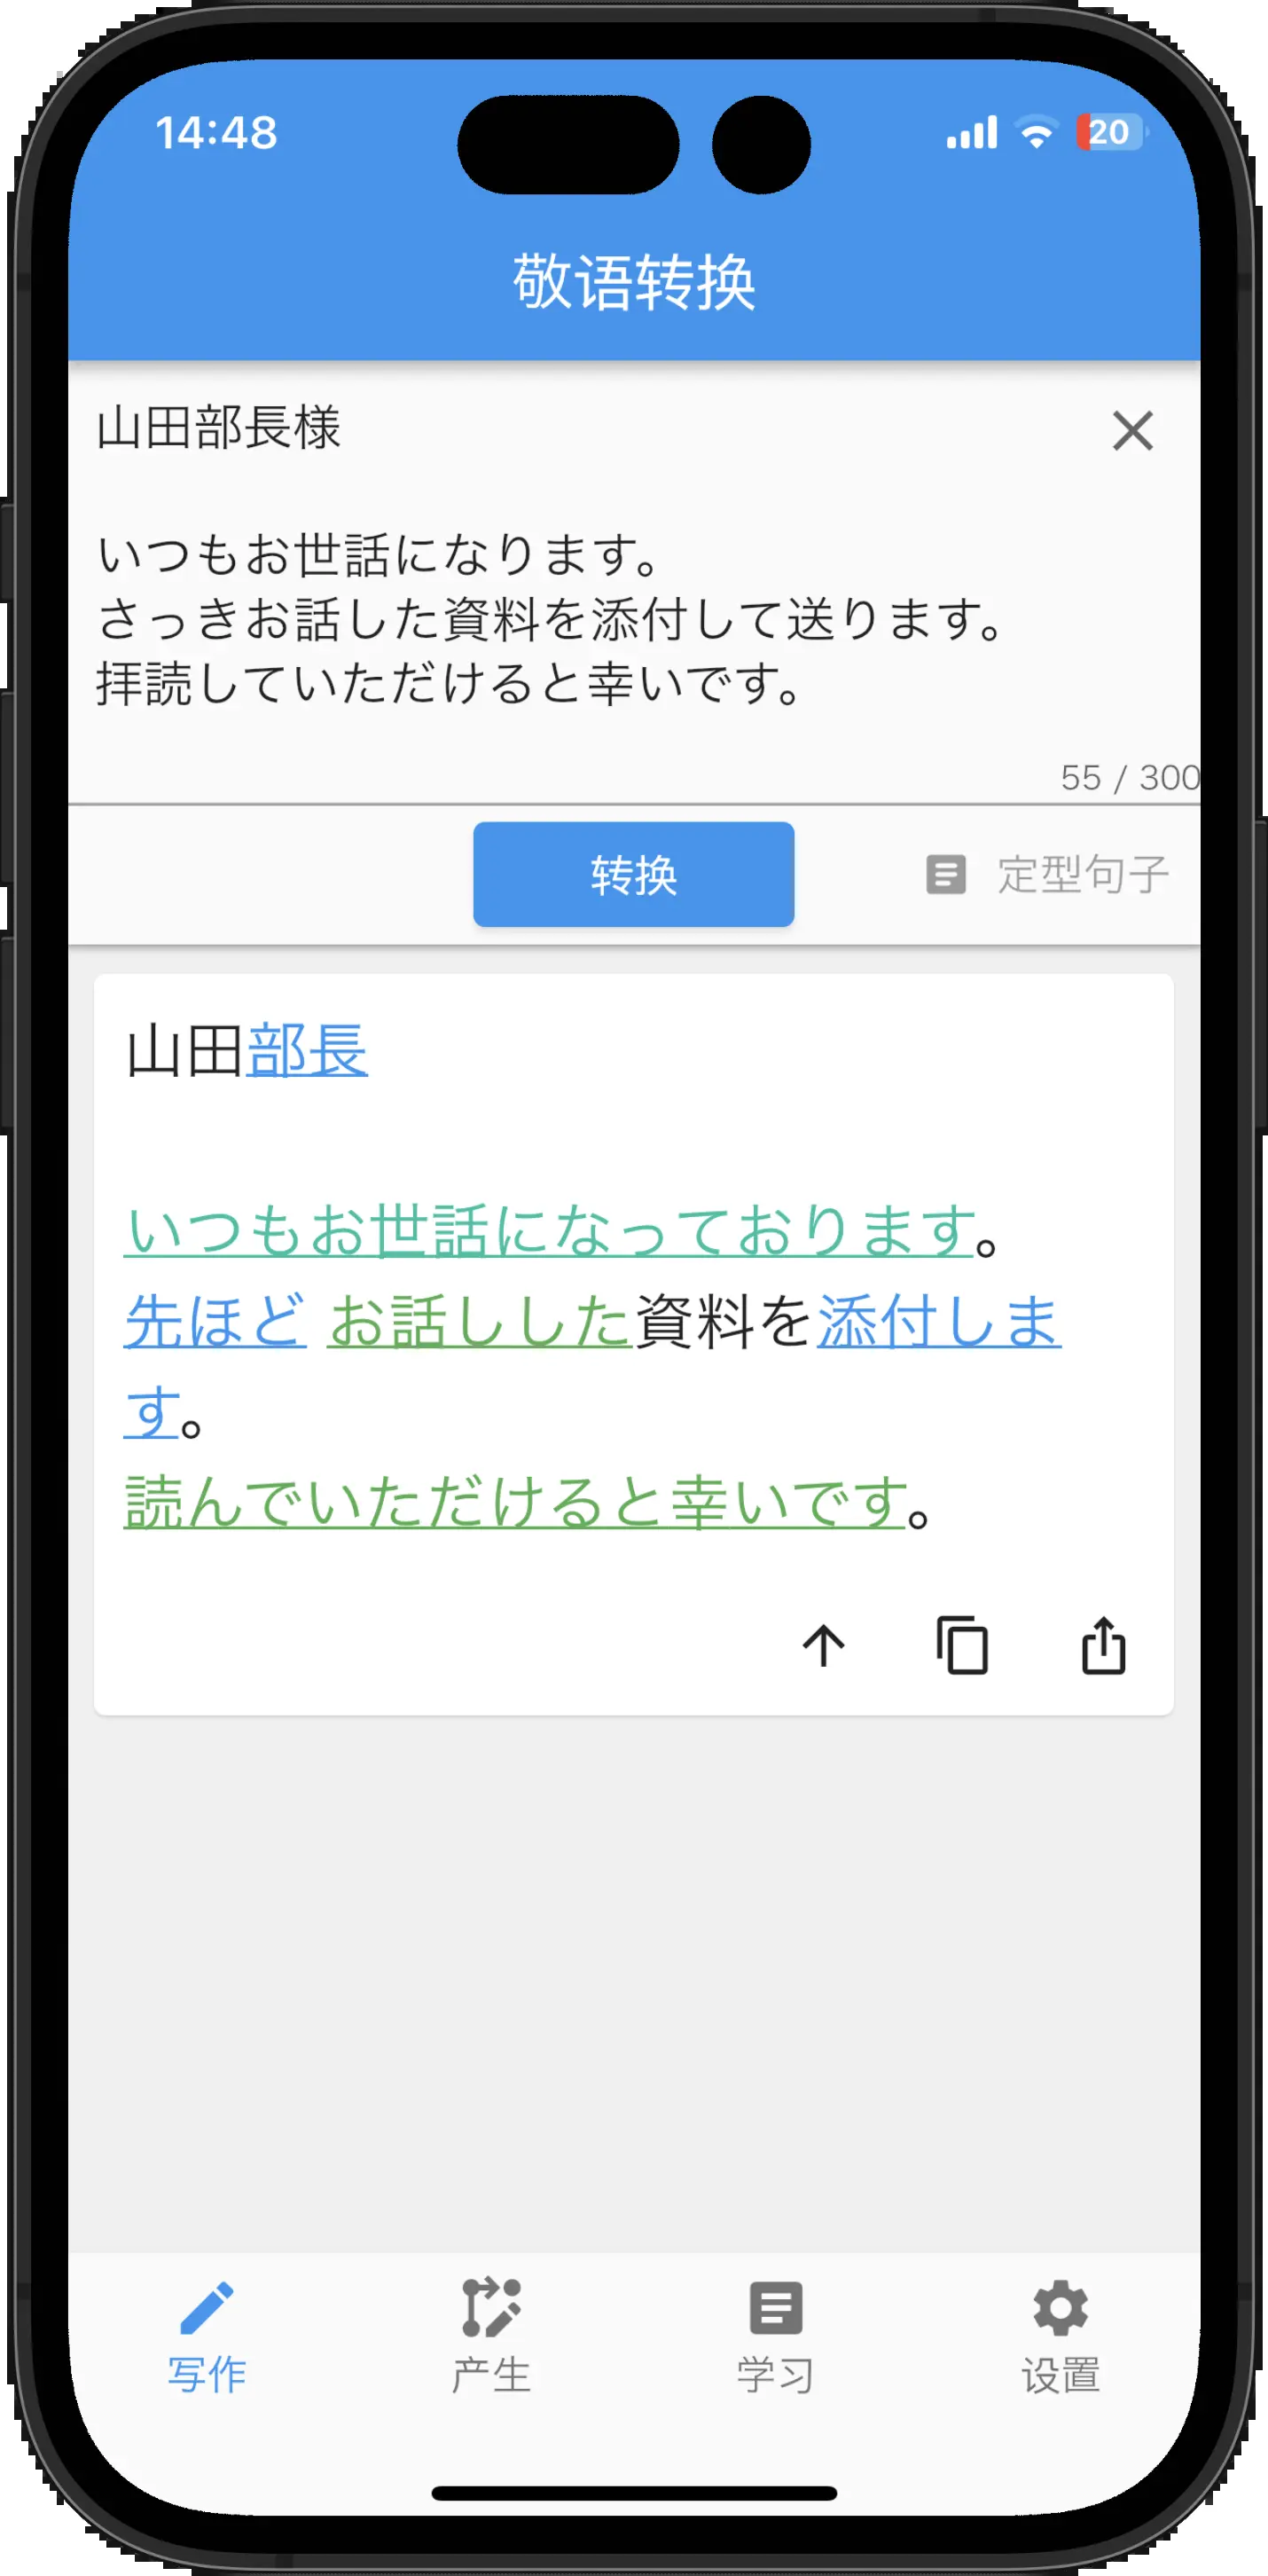 14:48
20
敬语转换
山田部長様
いつもお世話になります。
さっきお話した資料を添付して送ります。
拝読していただけると幸いです。
55 / 300
转换
定型句子
山田部長
いつもお世話になっております。
先ほど お話しした資料を添付しま
す。
読んでいただけると幸いです。
写作
产生
学习
设置